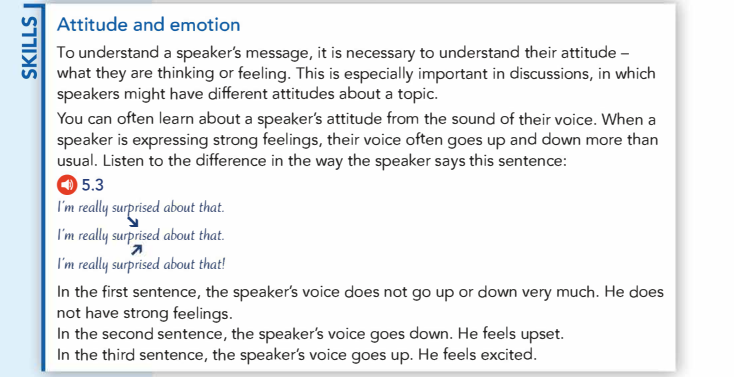 SKILLS
Attitude and emotion
To understand a speaker's message, it is necessary to understand their attitude –
what they are thinking or feeling. This is especially important in discussions, in which
speakers might have different attitudes about a topic.
You can often learn about a speaker's attitude from the sound of their voice. When a
speaker is expressing strong feelings, their voice often goes up and down more than
usual. Listen to the difference in the way the speaker says this sentence:
5.3
I'm really surprised about that.
I'm really surprised about that.
I'm really surprised about that!
In the first sentence, the speaker's voice does not go up or down very much. He does
not have strong feelings.
In the second sentence, the speaker's voice goes down. He feels upset.
In the third sentence, the speaker's voice goes up. He feels excited.